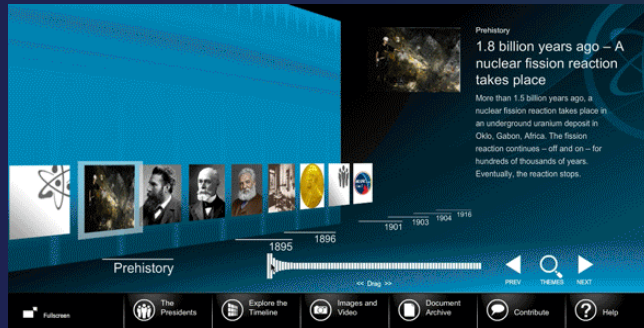 Prehistory
1.8 billion years ago – A
nuclear fission reaction
takes place
More than 1.5 billion years ago, a
nuclear fission reaction takes place in
an underground uranium deposit in
Oklo, Gabon, Africa. The fission
reaction continues – off and on – for
hundreds of thousands of years.
Eventually, the reaction stops.
Prehistory
1895
1896
1901
1903
1904
1916
<< Drag >>
PREV
THEMES
NEXT
Fullscreen
The
Presidents
Explore the
Timeline
Images and
Video
Document
Archive
Contribute
Help